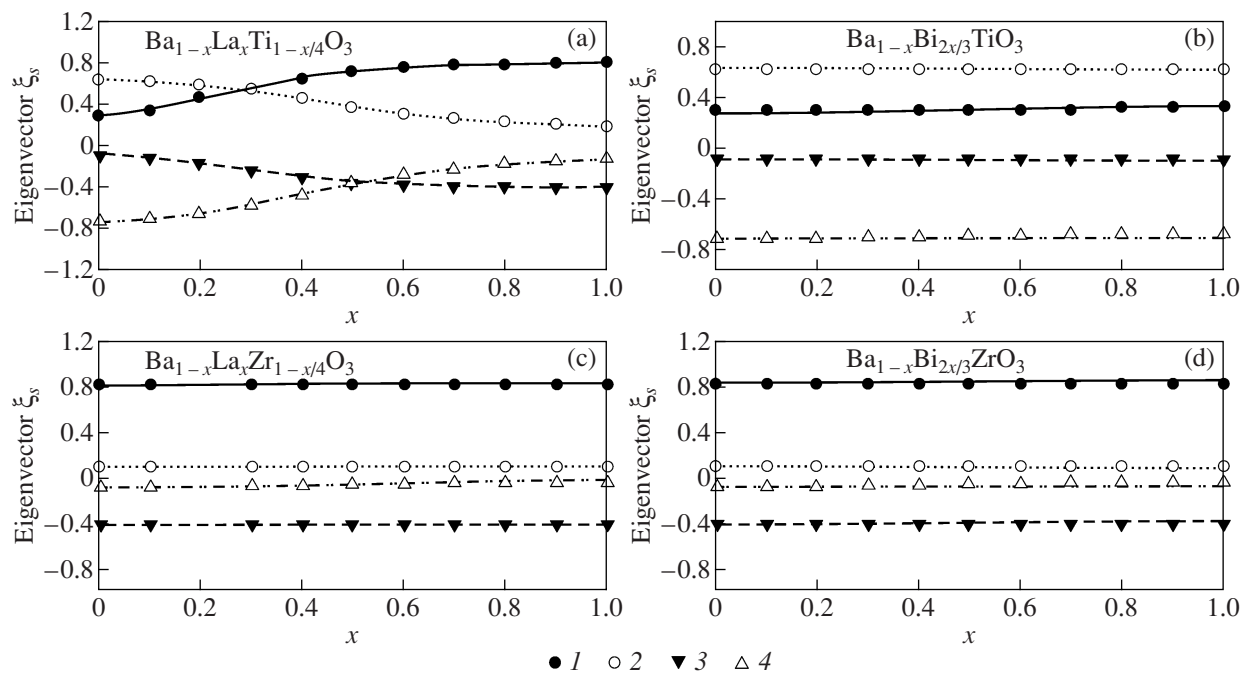 Ba1 − xLaxTi1 − x/4O3
(a)
1.2
0.8
0.4
0
−0.4
−0.8
−1.2
Eigenvector ξs
0 0.2 0.4 0.6 0.8 1.0
x
Ba1 − xBi2x/3TiO3
(b)
0.8
0.4
0
−0.4
−0.8
Eigenvector ξs
0 0.2 0.4 0.6 0.8 1.0
x
Ba1 − xLaxZr1 − x/4O3
(c)
1.2
0.8
0.4
0
−0.4
−0.8
Eigenvector ξs
0 0.2 0.4 0.6 0.8 1.0
x
Ba1 − xBi2x/3ZrO3
(d)
1.2
0.8
0.4
0
−0.4
−0.8
Eigenvector ξs
0 0.2 0.4 0.6 0.8 1.0
x
1 2 3 4